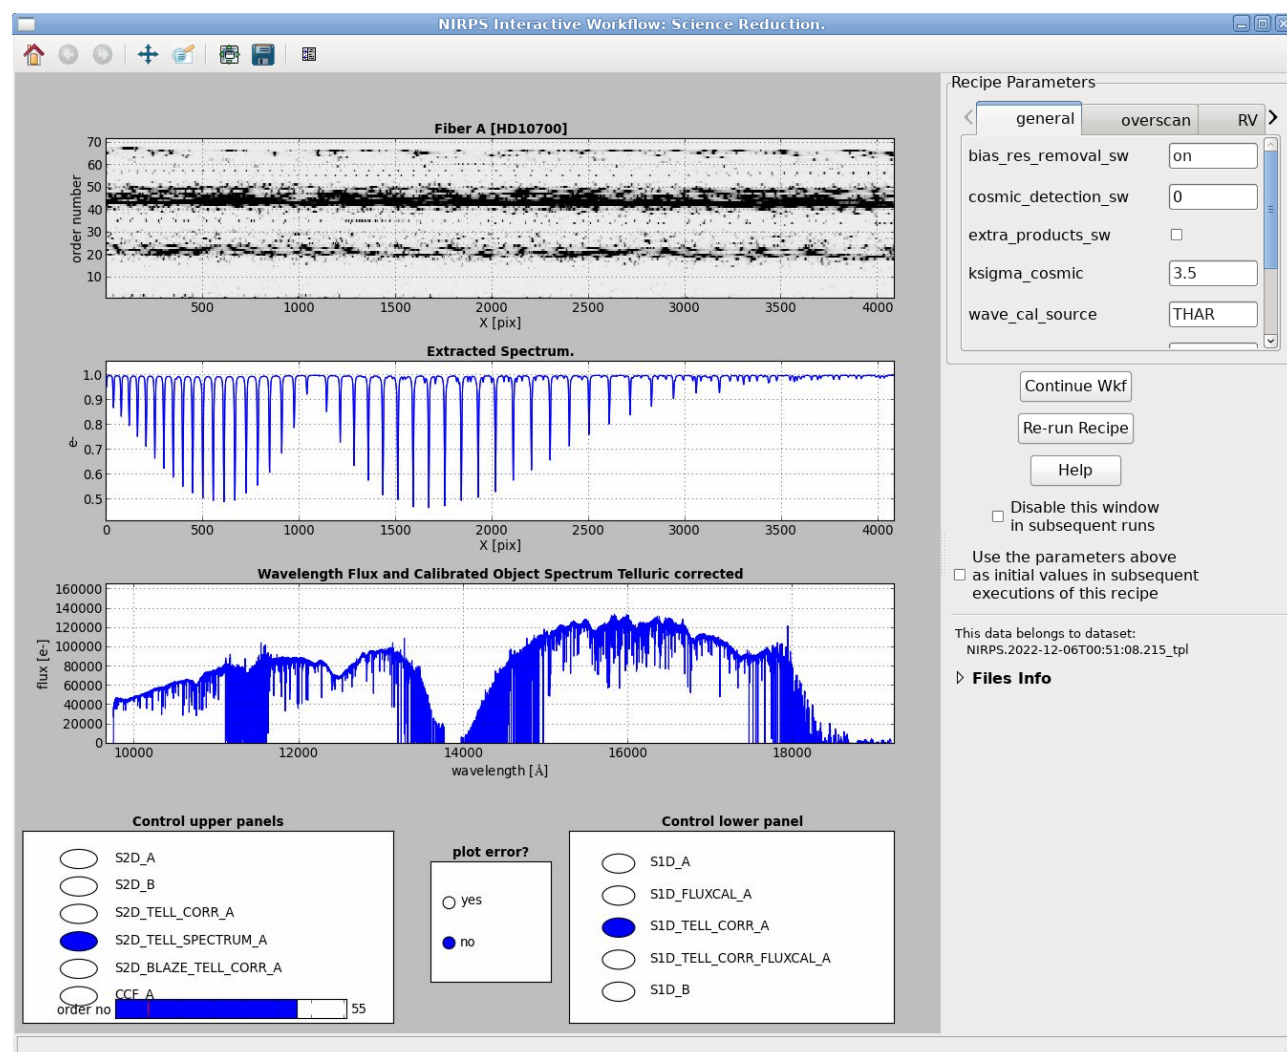 NIRPS Interactive Workflow: Science Reduction.
Fiber A [HD10700]
order number
70
60
50
40
30
20
10
500 1000 1500 2000 2500 3000 3500 4000
X [pix]
Extracted Spectrum.
e-
1.0
0.9
0.8
0.7
0.6
0.5
0 500 1000 1500 2000 2500 3000 3500 4000
X [pix]
Wavelength Flux and Calibrated Object Spectrum Telluric corrected
flux [e-]
160000
140000
120000
100000
80000
60000
40000
20000
0
10000 12000 14000 16000 18000
wavelength [Å]
Control upper panels
S2D_A
S2D_B
S2D_TELL_CORR_A
S2D_TELL_SPECTRUM_A
S2D_BLAZE_TELL_CORR_A
CCF_A
order no 55
plot error?
yes
no
Control lower panel
S1D_A
S1D_FLUXCAL_A
S1D_TELL_CORR_A
S1D_TELL_CORR_FLUXCAL_A
S1D_B
Recipe Parameters
general overscan RV
bias_res_removal_sw on
cosmic_detection_sw 0
extra_products_sw
ksigma_cosmic 3.5
wave_cal_source THAR
Continue Wkf
Re-run Recipe
Help
Disable this window
in subsequent runs
Use the parameters above
as initial values in subsequent
executions of this recipe
This data belongs to dataset:
NIRPS.2022-12-06T00:51:08.215_tpl
Files Info